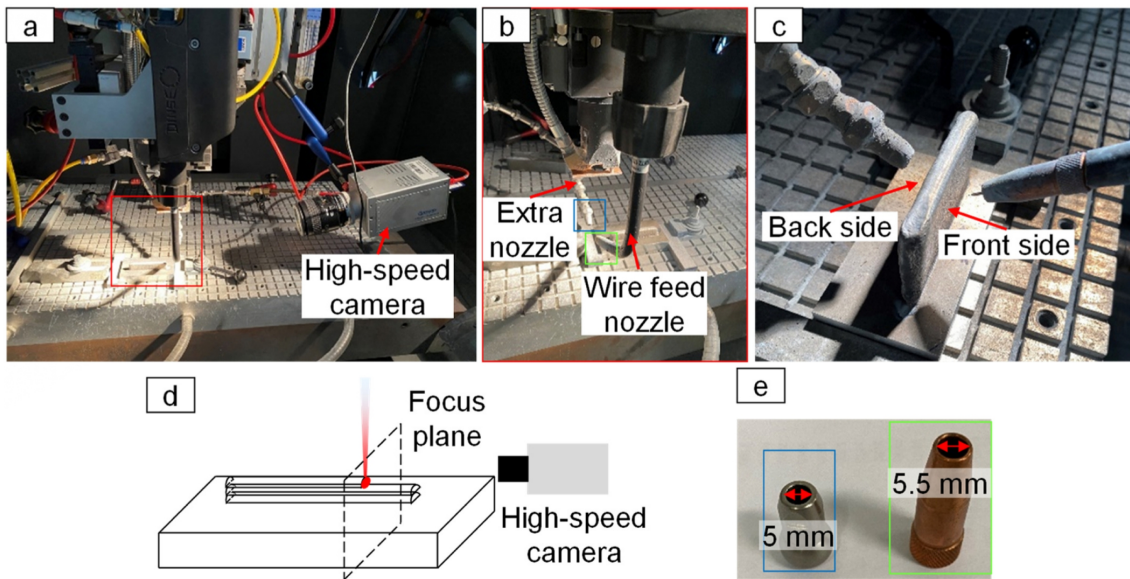 a
High-speed
camera
b
Extra
nozzle
Wire feed
nozzle
c
Back side
Front side
d
Focus
plane
High-speed
camera
e
5 mm
5.5 mm